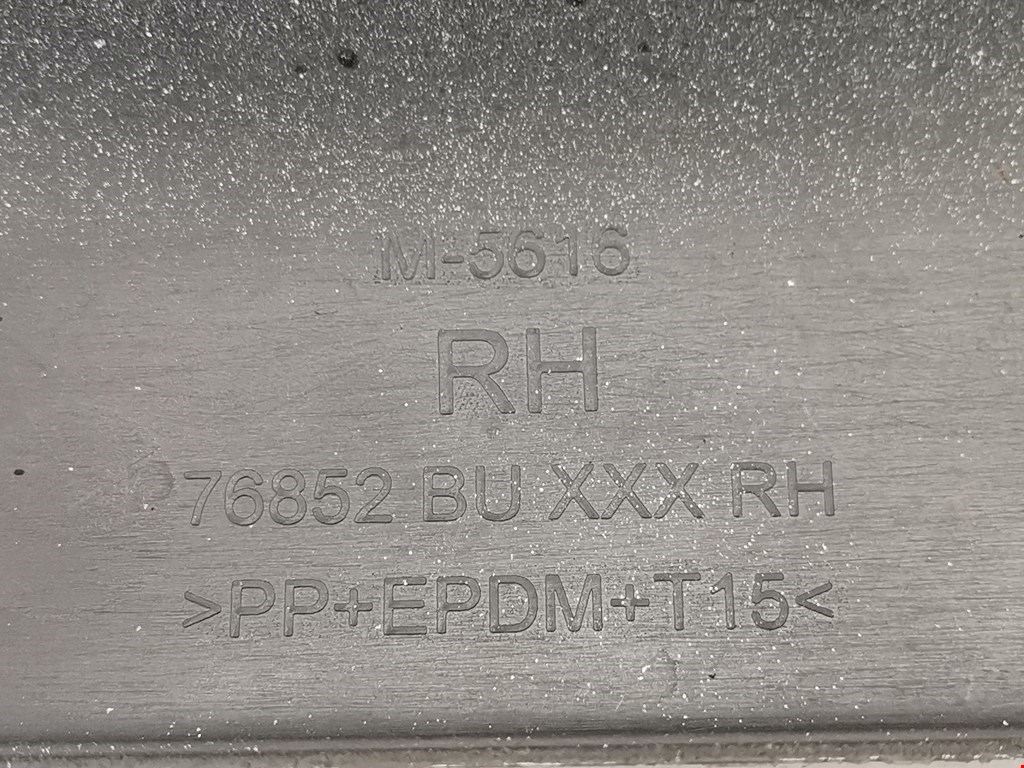 M-5616
RH
76852 BU XXX RH
>PP+EPDM+T15<